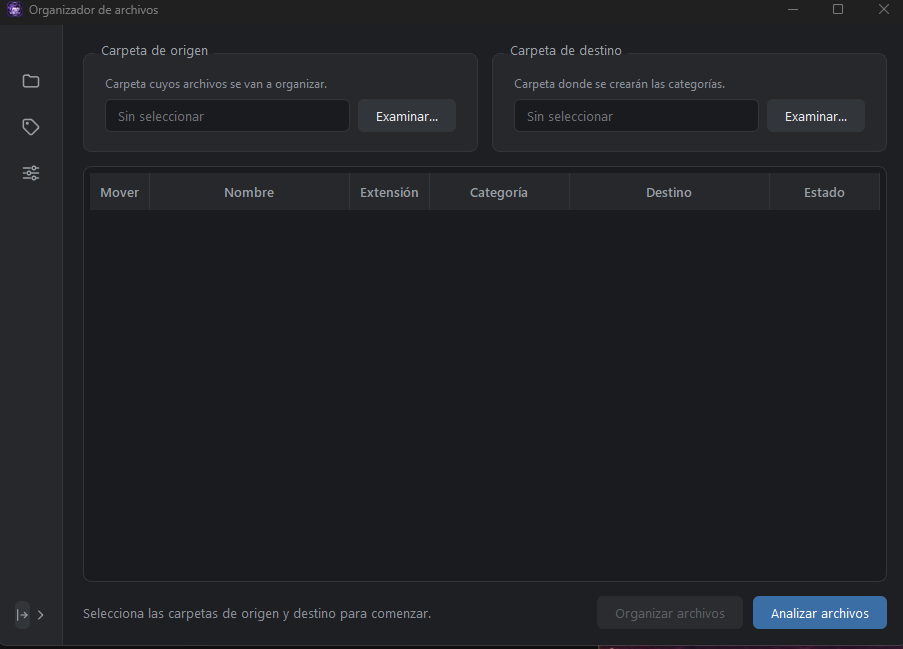 Organizador de archivos
Carpeta de origen
Carpeta cuyos archivos se van a organizar.
Sin seleccionar
Examinar...
Carpeta de destino
Carpeta donde se crearán las categorías.
Sin seleccionar
Examinar...
Mover Nombre Extensión Categoría Destino Estado
Selecciona las carpetas de origen y destino para comenzar.
Organizar archivos
Analizar archivos